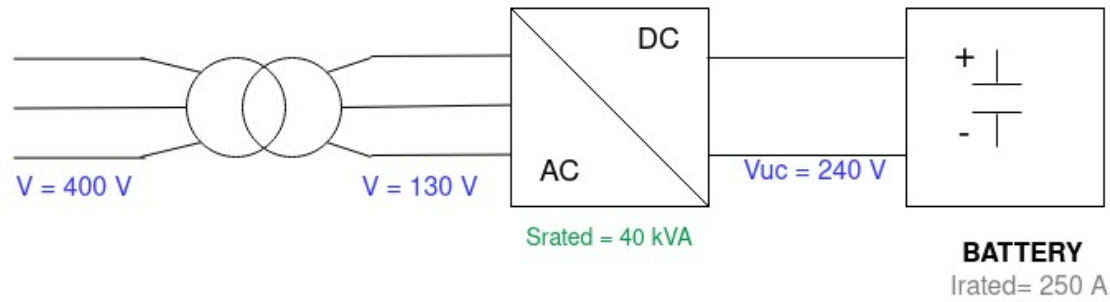 DC
+
-
AC
Vuc = 240 V
V = 400 V
V = 130 V
Srated = 40 kVA
BATTERY
Irated= 250 A